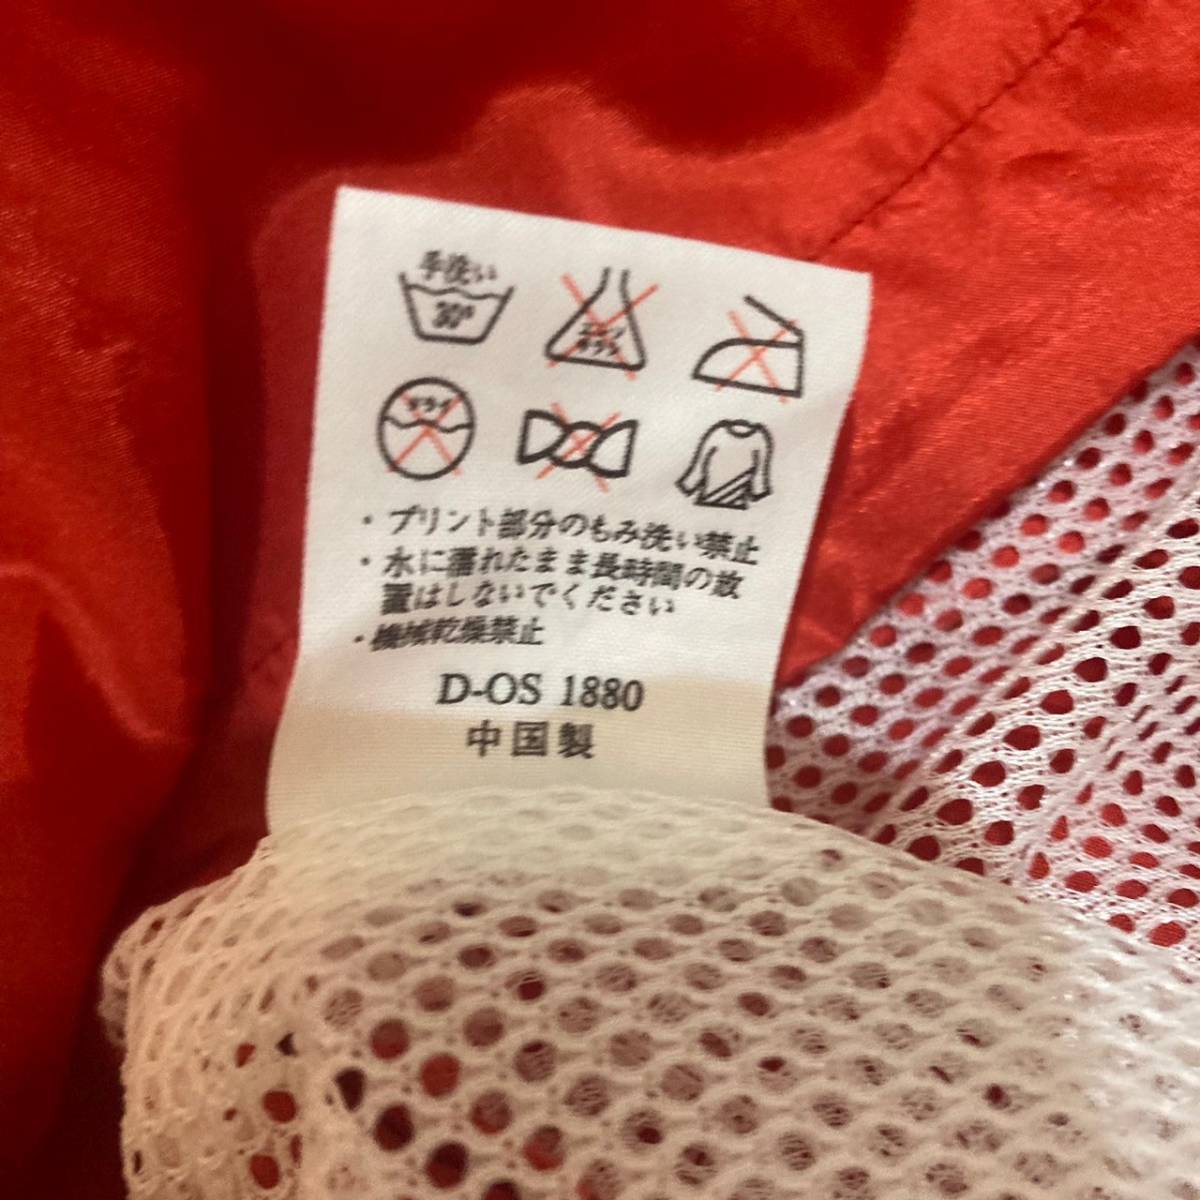 手洗い
30°
エンソ
サラシ
ドライ
・プリント部分のもみ洗い禁止
・水に濡れたまま長時間の放
置はしないでください
・機械乾燥禁止
D-OS 1880
中国製